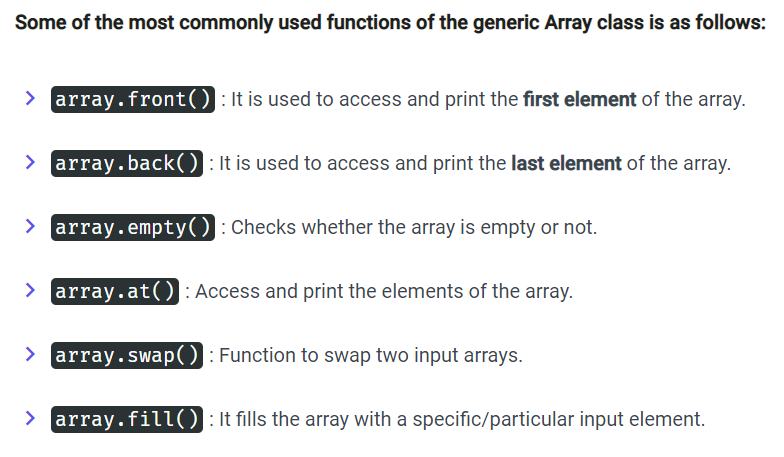 Some of the most commonly used functions of the generic Array class is as follows:
array.front() : It is used to access and print the first element of the array.
array.back() : It is used to access and print the last element of the array.
array.empty() : Checks whether the array is empty or not.
array.at() : Access and print the elements of the array.
array.swap() : Function to swap two input arrays.
array.fill() : It fills the array with a specific/particular input element.